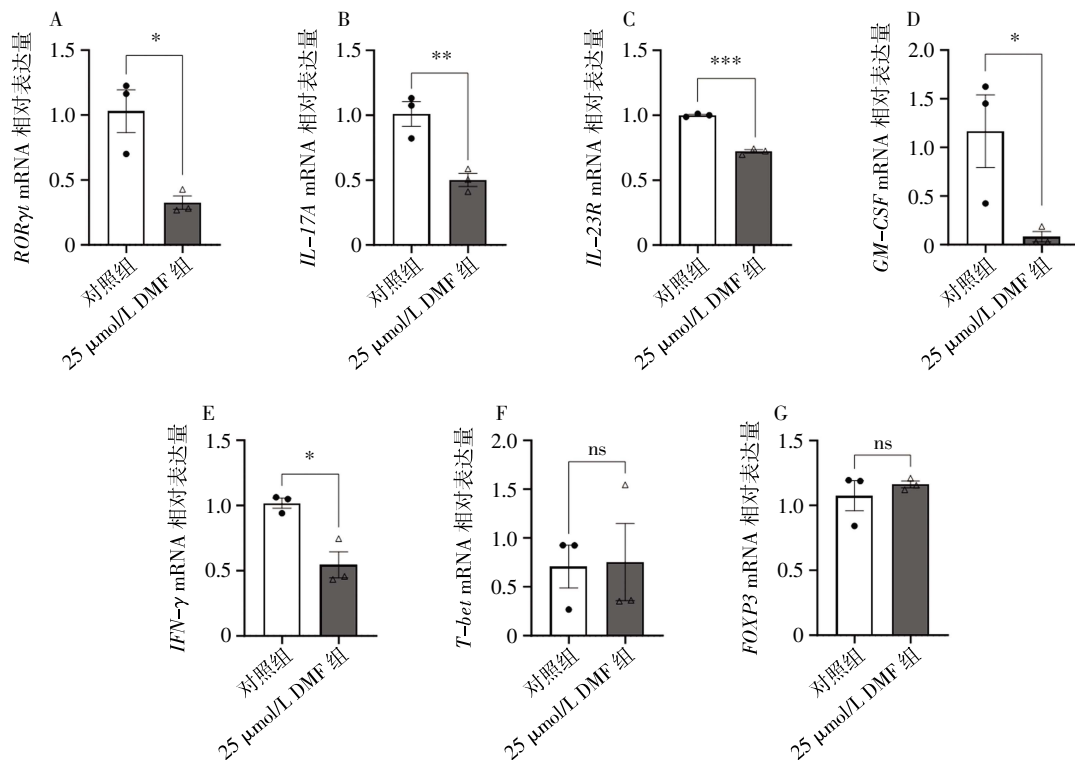 A
RORγt mRNA 相对表达量
1.5
1.0
0.5
0
*
对照组
25 μmol/L DMF 组
B
IL-17A mRNA 相对表达量
1.5
1.0
0.5
0
**
对照组
25 μmol/L DMF 组
C
IL-23R mRNA 相对表达量
1.5
1.0
0.5
0
***
对照组
25 μmol/L DMF 组
D
GM-CSF mRNA 相对表达量
2.0
1.5
1.0
0.5
0
*
对照组
25 μmol/L DMF 组
E
IFN-γ mRNA 相对表达量
1.5
1.0
0.5
0
*
对照组
25 μmol/L DMF 组
F
T-bet mRNA 相对表达量
2.0
1.5
1.0
0.5
0
ns
对照组
25 μmol/L DMF 组
G
FOXP3 mRNA 相对表达量
1.5
1.0
0.5
0
ns
对照组
25 μmol/L DMF 组